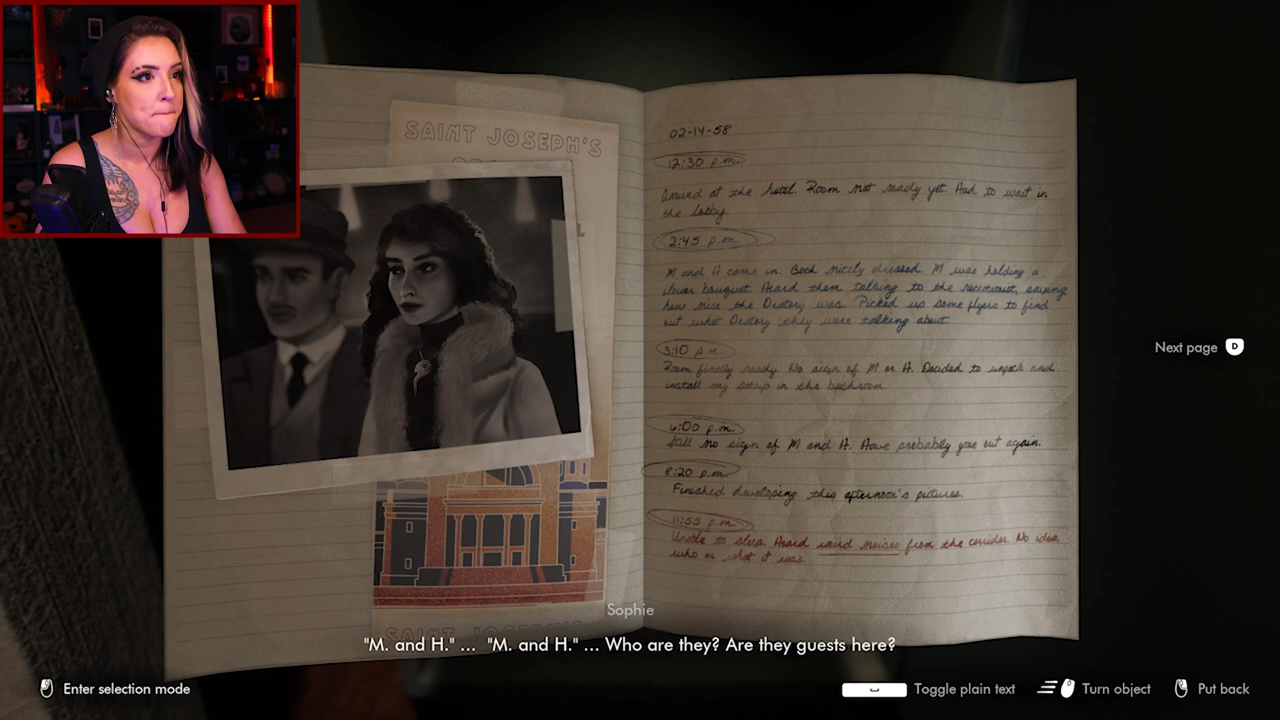 SAINT JOSEPH'S
02-14-58
12:30 p.m.
Arrived at the hotel. Room not ready yet. Had to wait in
the lobby.
2:45 p.m.
M and H came in. Both nicely dressed. M was holding a
flower bouquet. Heard them talking to the receptionist, saying
how nice the Oratory was. Picked up some flyers to find
out what Oratory they were talking about.
3:10 p.m.
Room finally ready. No sign of M or H. Decided to unpack and
install my setup in the bathroom.
6:00 p.m.
Still no sign of M and H. Have probably gone out again.
8:20 p.m.
Finished developing this afternoon's pictures.
11:55 p.m.
Unable to sleep. Heard weird noises from the corridor. No idea
who or what it was.
SAINT JOSEPH'S
Next page D
Sophie
"M. and H." ... "M. and H." ... Who are they? Are they guests here?
Enter selection mode
Toggle plain text
Turn object
Put back